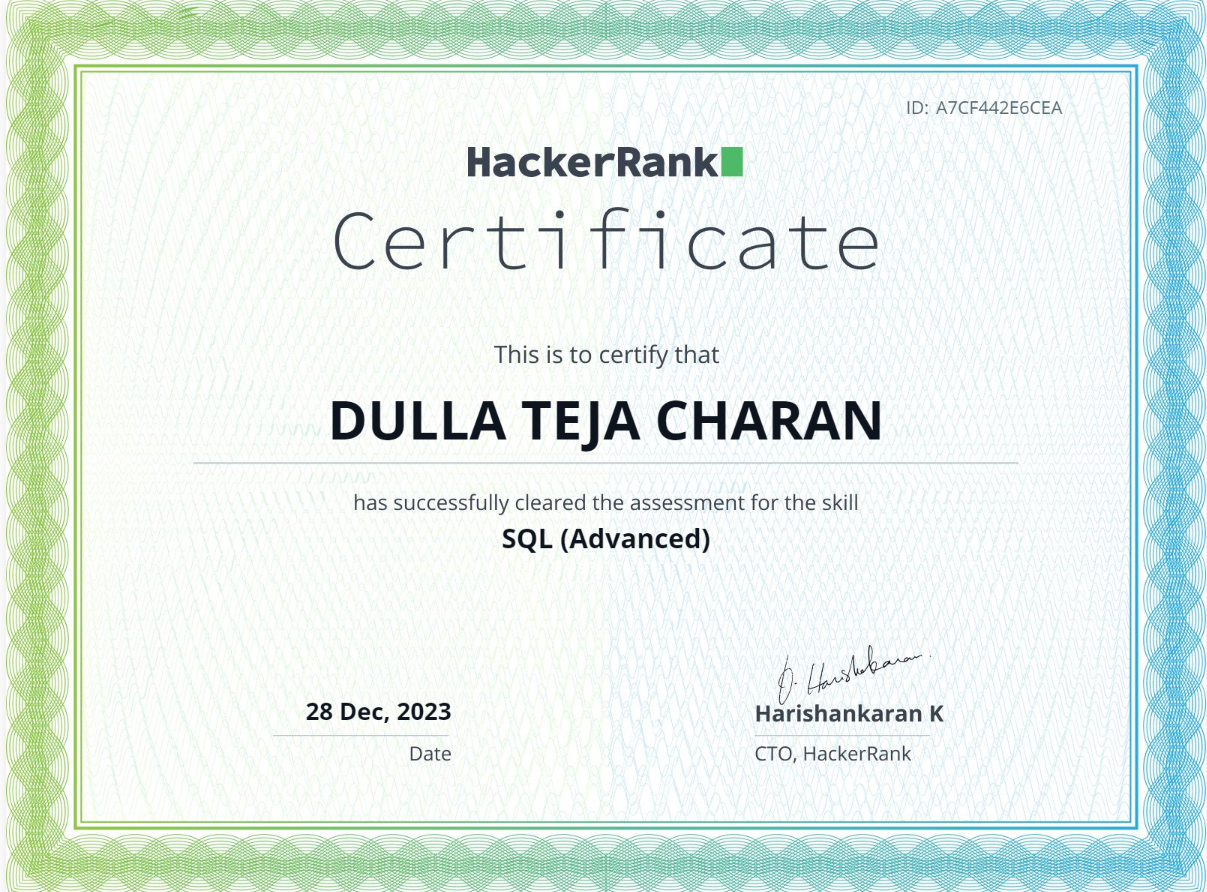 ID: A7CF442E6CEA
HackerRank
Certificate
This is to certify that
DULLA TEJA CHARAN
has successfully cleared the assessment for the skill
SQL (Advanced)
28 Dec, 2023
Date
D. Harishankaran
Harishankaran K
CTO, HackerRank